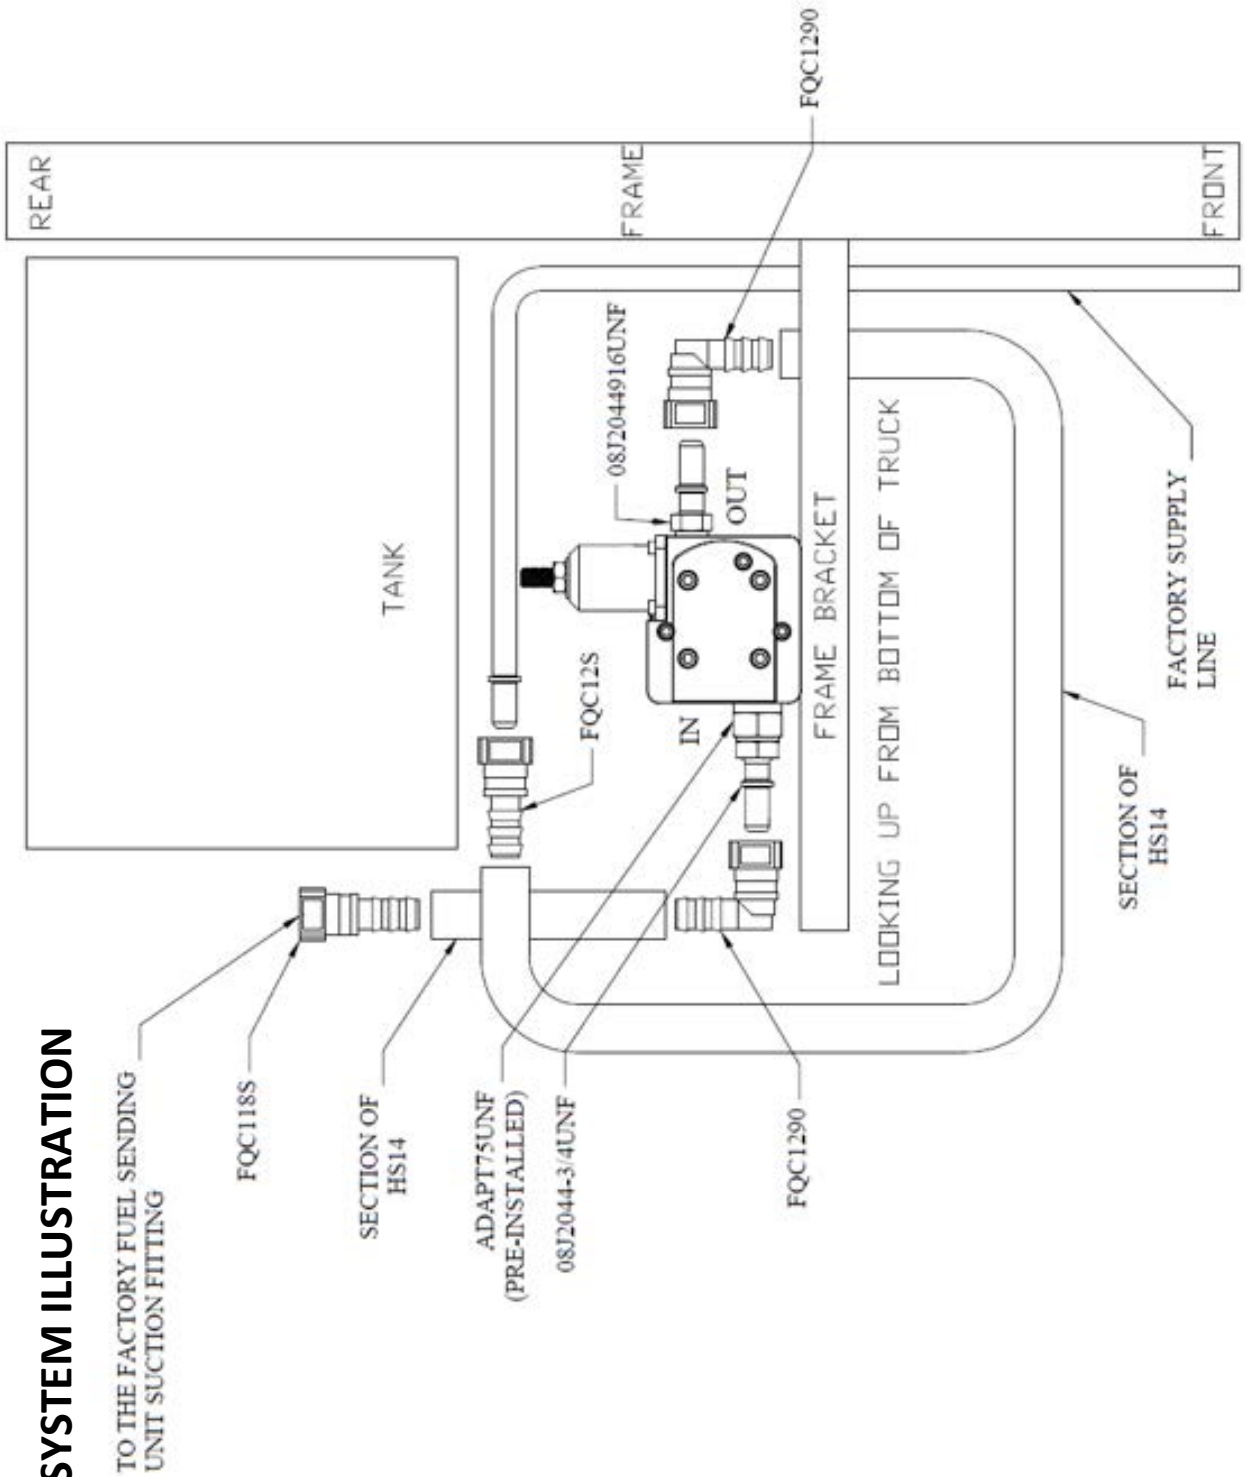 SYSTEM ILLUSTRATION
TO THE FACTORY FUEL SENDING
UNIT SUCTION FITTING
FQC118S
SECTION OF
HS14
ADAPT75UNF
(PRE-INSTALLED)
08J2044-3/4UNF
FQC1290
TANK
FQC12S
IN
OUT
08J2044916UNF
FRAME BRACKET
LOOKING UP FROM BOTTOM OF TRUCK
SECTION OF
HS14
FACTORY SUPPLY
LINE
REAR
FRAME
FRONT
FQC1290